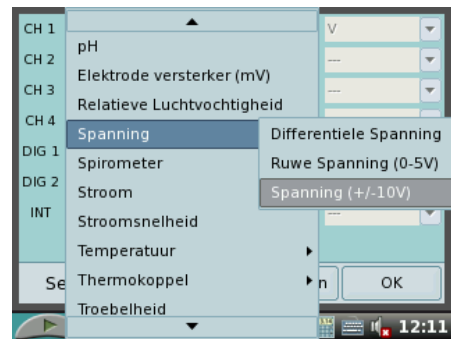 CH 1
CH 2
CH 3
CH 4
DIG 1
DIG 2
INT
pH
Elektrode versterker (mV)
Relatieve Luchtvochtigheid
Spanning
Spirometer
Stroom
Stroomsnelheid
Temperatuur
Thermokoppel
Troebelheid
V
---
---
Differentiele Spanning
Ruwe Spanning (0-5V)
Spanning (+/-10V)
---
Se
n
OK
12:11